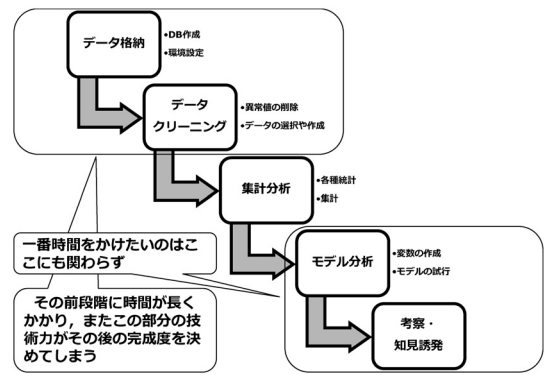 データ格納
•DB作成
•環境設定
データ
クリーニング
•異常値の削除
•データの選択や作成
集計分析
•各種統計
•集計
一番時間をかけたいのはこ
こにも関わらず
モデル分析
•変数の作成
•モデルの試行
その前段階に時間が長く
かかり，またこの部分の技
術力がその後の完成度を決
めてしまう
考察・
知見誘発